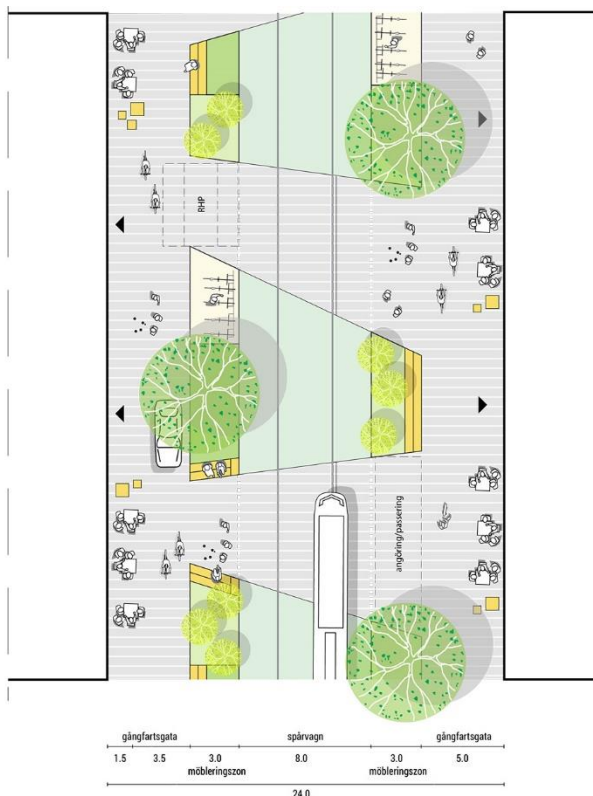 RHP
angöring/passering
gångfartsgata spårvagn gångfartsgata
1.5 3.5 3.0 8.0 3.0 5.0
möbleringszon möbleringszon
24.0